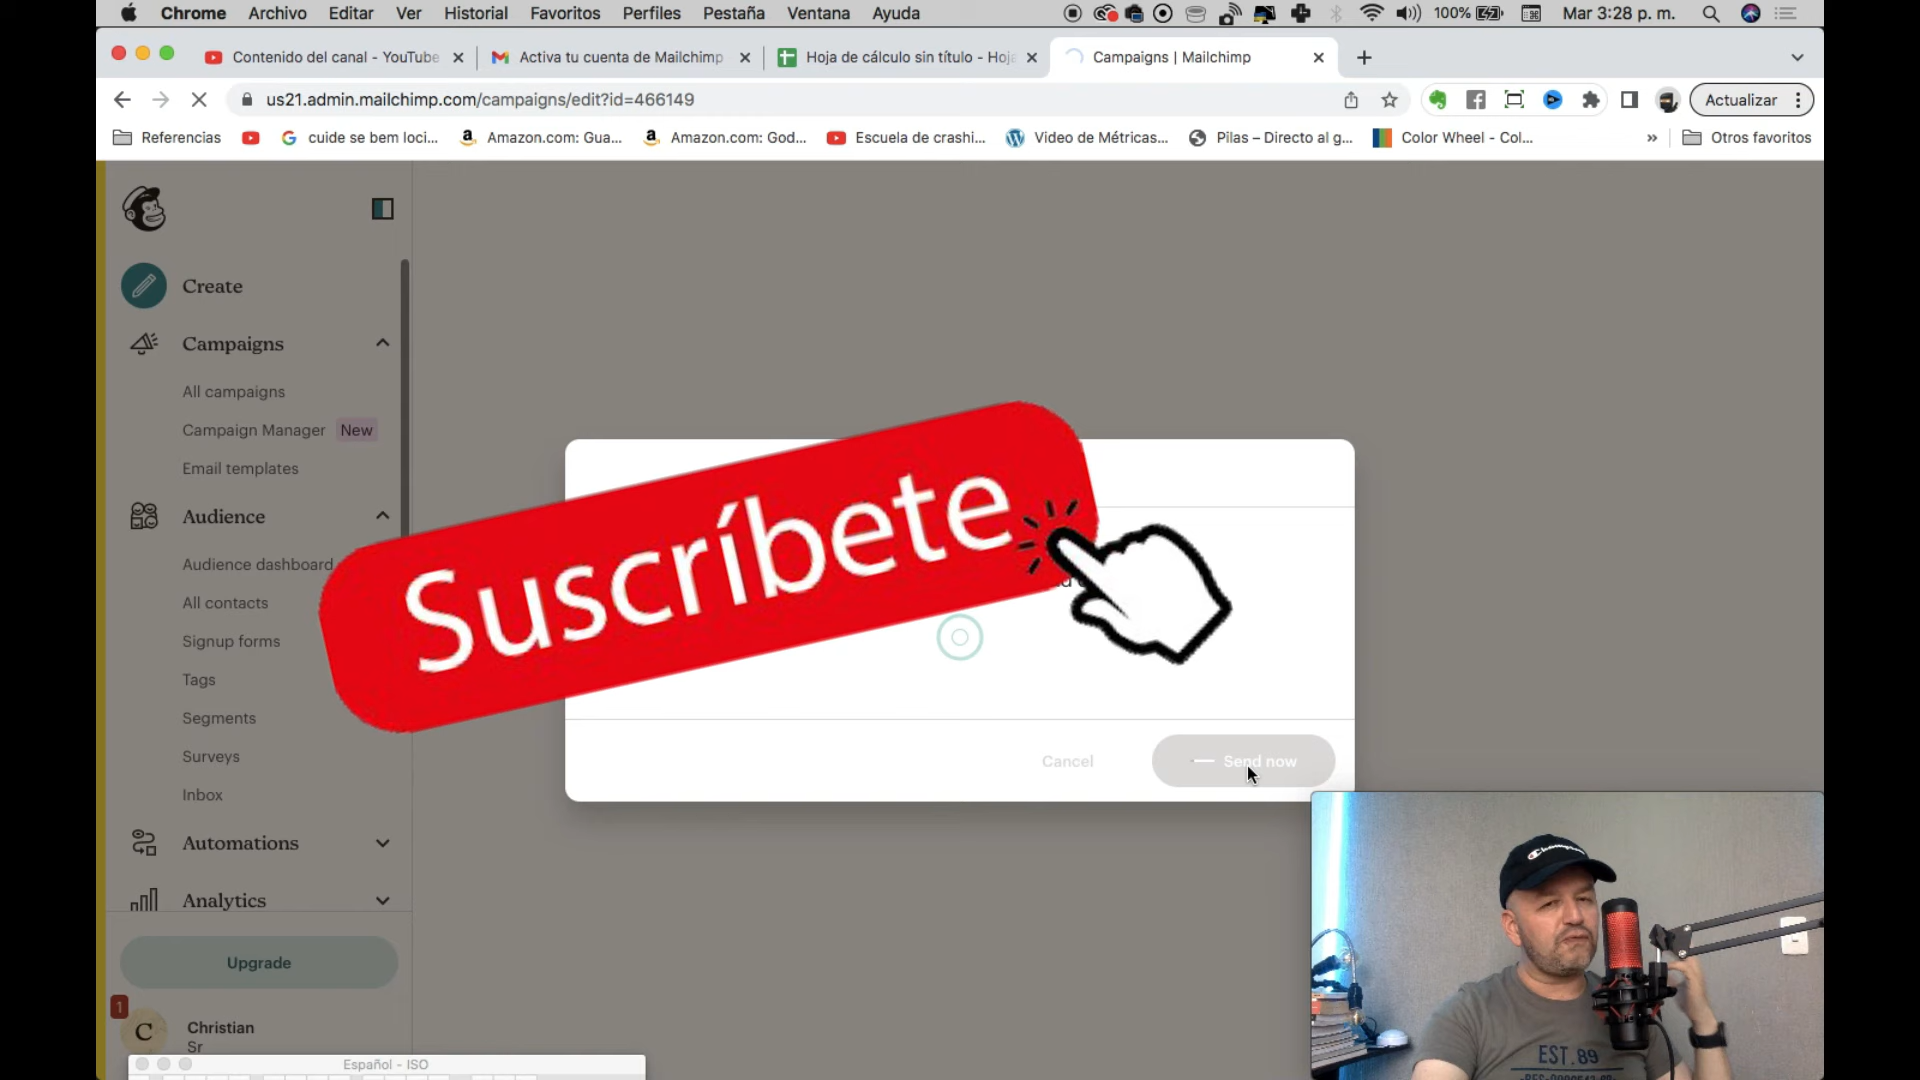 Chrome Archivo Editar Ver Historial Favoritos Perfiles Pestaña Ventana Ayuda 100% Mar 3:28 p. m.
Contenido del canal - YouTube
Activa tu cuenta de Mailchimp
Hoja de cálculo sin título - Hoja
Campaigns | Mailchimp
us21.admin.mailchimp.com/campaigns/edit?id=466149
Actualizar
Referencias
cuide se bem loci...
Amazon.com: Gua...
Amazon.com: God...
Escuela de crashi...
Video de Métricas...
Pilas – Directo al g...
Color Wheel - Col...
»
Otros favoritos
Create
Campaigns
All campaigns
Campaign Manager New
Email templates
Audience
Audience dashboard
All contacts
Signup forms
Tags
Segments
Surveys
Inbox
Automations
Analytics
Upgrade
1
C
Christian
Sr
Español - ISO
Suscríbete
Cancel
Send now
Champion
EST.89